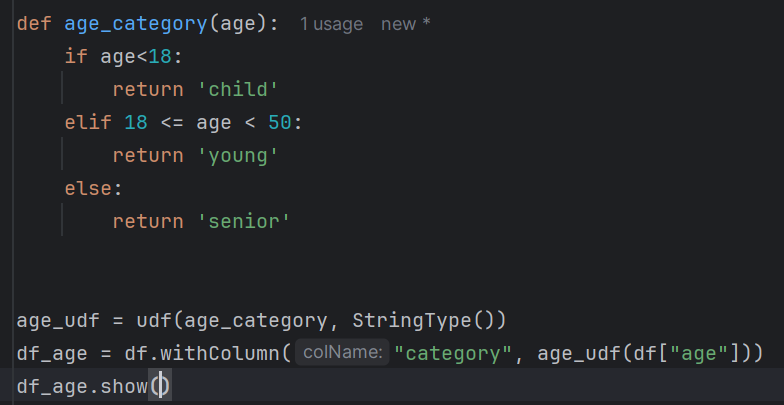 def age_category(age): 1 usage new *
    if age<18:
        return 'child'
    elif 18 <= age < 50:
        return 'young'
    else:
        return 'senior'
age_udf = udf(age_category, StringType())
df_age = df.withColumn( colName: "category", age_udf(df["age"]))
df_age.show()